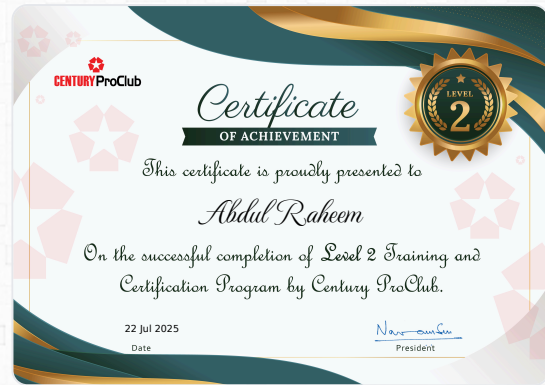 CENTURY ProClub
Certificate
OF ACHIEVEMENT
LEVEL
2
This certificate is proudly presented to
Abdul Raheem
On the successful completion of Level 2 Training and
Certification Program by Century ProClub.
22 Jul 2025
Date
President